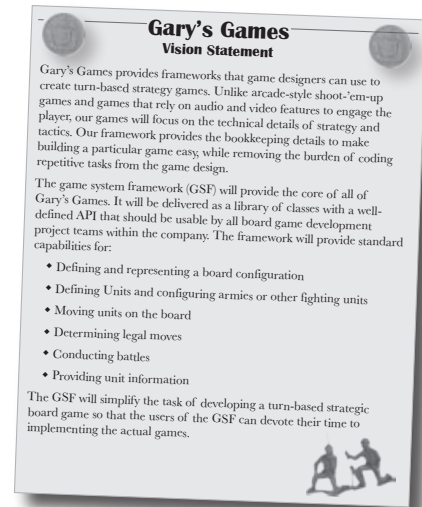 Gary's Games
Vision Statement
Gary's Games provides frameworks that game designers can use to
create turn-based strategy games. Unlike arcade-style shoot-'em-up
games and games that rely on audio and video features to engage the
player, our games will focus on the technical details of strategy and
tactics. Our framework provides the bookkeeping details to make
building a particular game easy, while removing the burden of coding
repetitive tasks from the game design.
The game system framework (GSF) will provide the core of all of
Gary's Games. It will be delivered as a library of classes with a well-
defined API that should be usable by all board game development
project teams within the company. The framework will provide standard
capabilities for:
◆ Defining and representing a board configuration
◆ Defining Units and configuring armies or other fighting units
◆ Moving units on the board
◆ Determining legal moves
◆ Conducting battles
◆ Providing unit information
The GSF will simplify the task of developing a turn-based strategic
board game so that the users of the GSF can devote their time to
implementing the actual games.